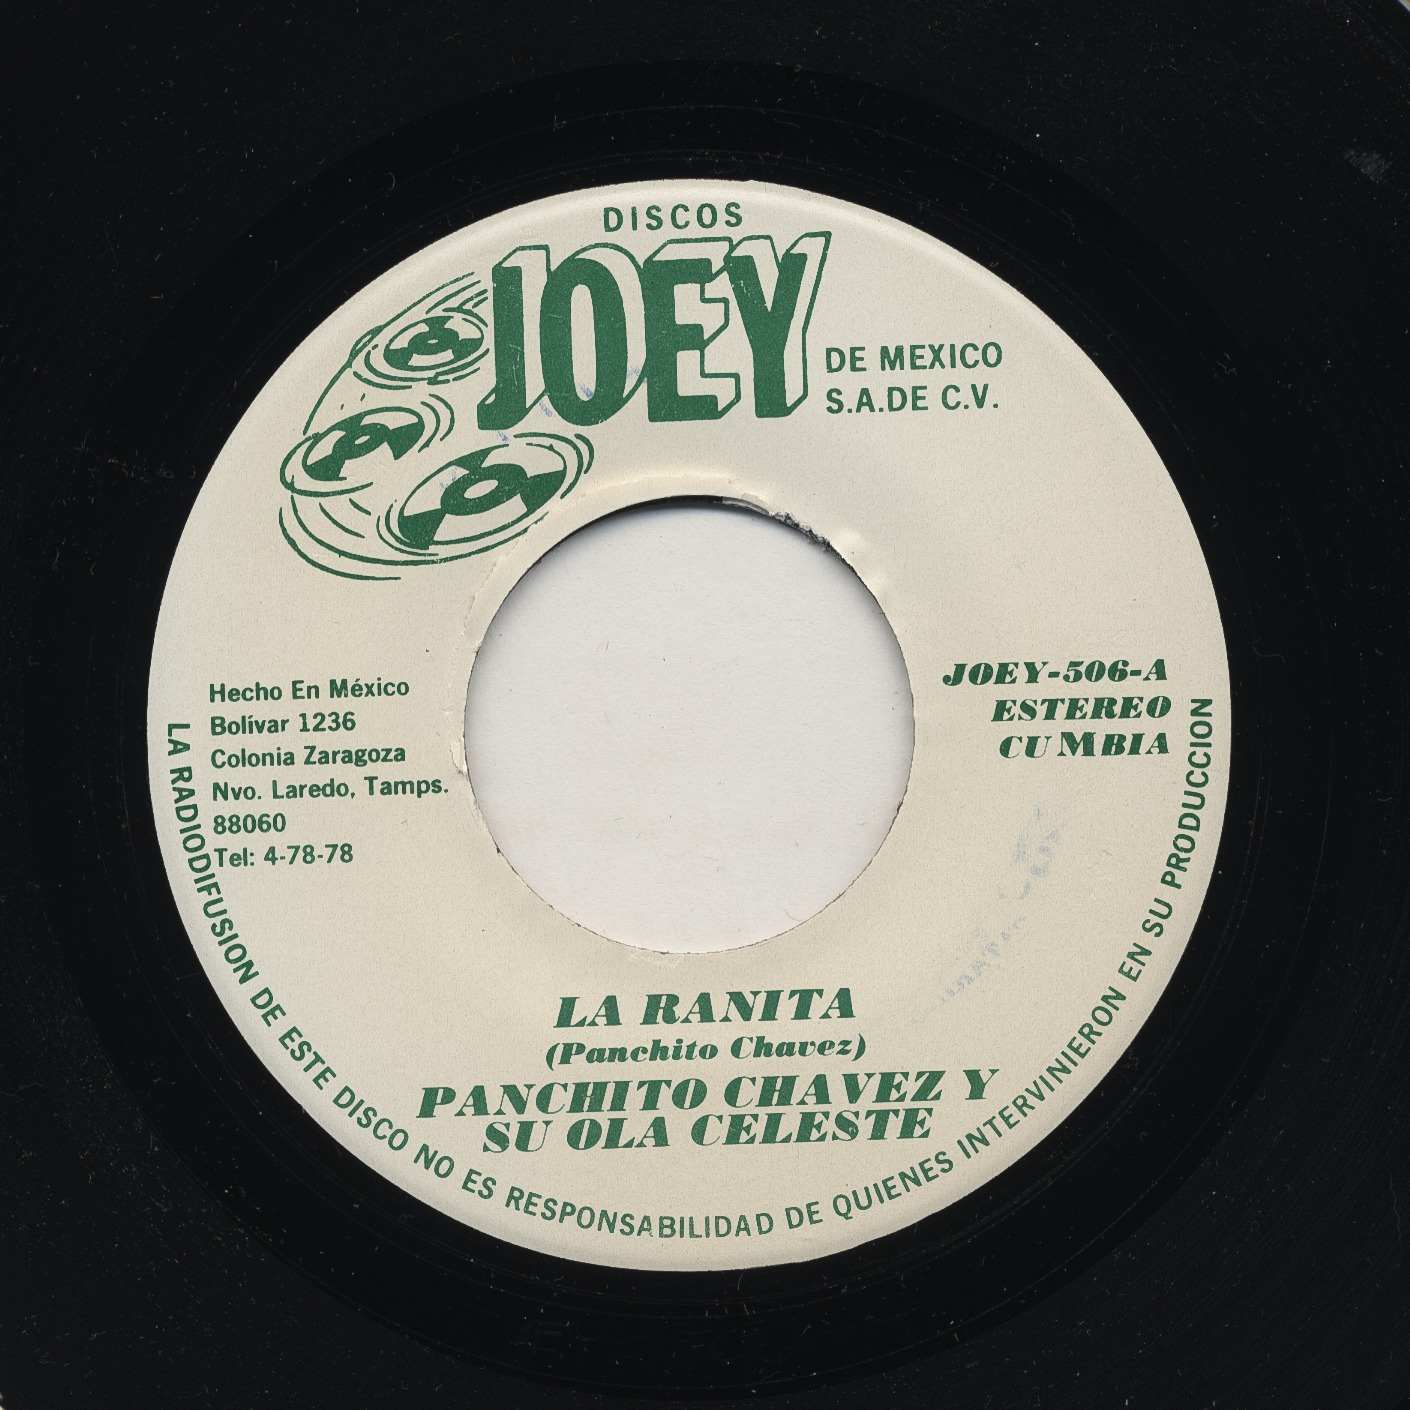 DISCOS
JOEY
DE MEXICO
S.A.DE C.V.
Hecho En México
Bolívar 1236
Colonia Zaragoza
Nvo. Laredo, Tamps.
88060
Tel: 4-78-78
JOEY-506-A
ESTEREO
CUMBIA
LA RANITA
(Panchito Chavez)
PANCHITO CHAVEZ Y
SU OLA CELESTE
LA RADIODIFUSION DE ESTE DISCO NO ES RESPONSABILIDAD DE QUIENES INTERVINIERON EN SU PRODUCCION